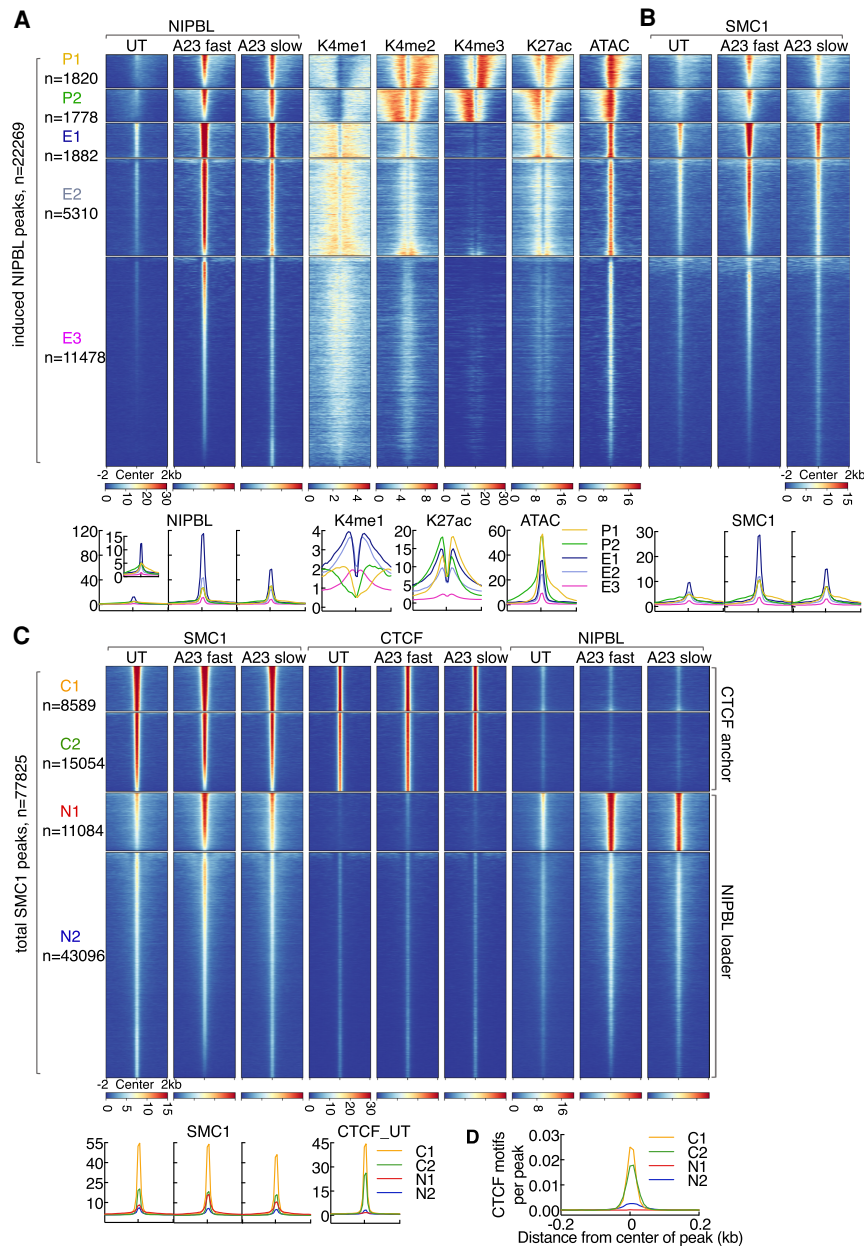 A
B
NIPBL
SMC1
UT A23 fast A23 slow K4me1 K4me2 K4me3 K27ac ATAC
UT A23 fast A23 slow
induced NIPBL peaks, n=22269
P1
n=1820
P2
n=1778
E1
n=1882
E2
n=5310
E3
n=11478
-2 Center 2kb
0 10 20 30
0 2 4
0 4 8
0 10 20 30
0 8 16
0 8 16
-2 Center 2kb
0 5 10 15
NIPBL
120
80
40
0
15
10
5
0
K4me1
4
3
2
1
0
K27ac
20
15
10
5
0
ATAC
60
40
20
0
P1
P2
E1
E2
E3
SMC1
30
20
10
0
C
SMC1 CTCF NIPBL
UT A23 fast A23 slow UT A23 fast A23 slow UT A23 fast A23 slow
total SMC1 peaks, n=77825
C1
n=8589
C2
n=15054
N1
n=11084
N2
n=43096
CTCF anchor
NIPBL loader
-2 Center 2kb
0 5 10 15
0 10 20 30
0 8 16
SMC1
55
40
25
10
CTCF_UT
45
30
15
0
C1
C2
N1
N2
D
CTCF motifs
per peak
0.03
0.02
0.01
0.00
-0.2 0 0.2
Distance from center of peak (kb)
C1
C2
N1
N2